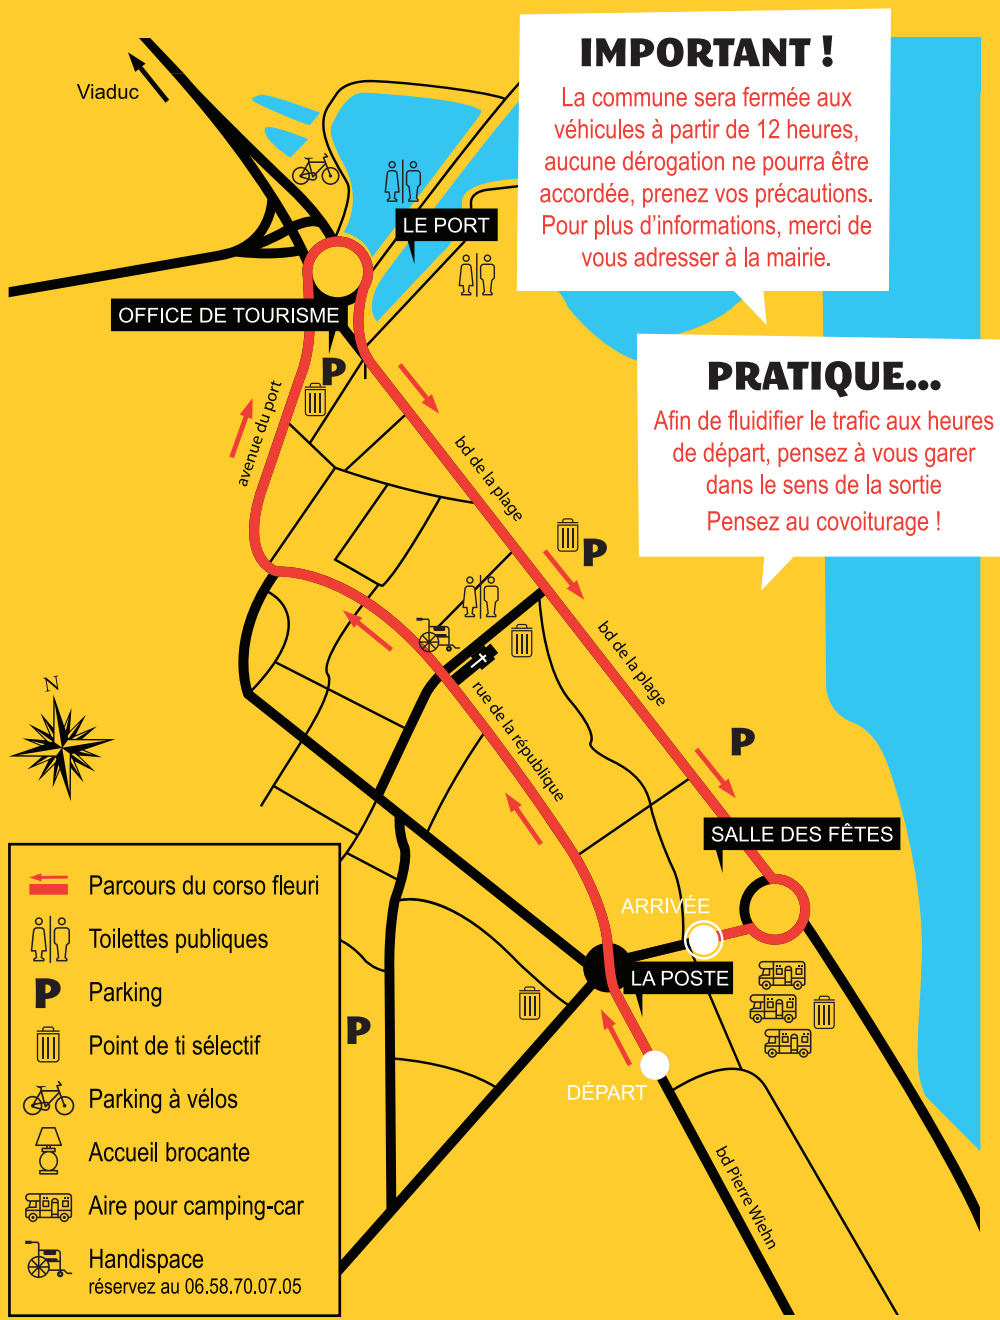 IMPORTANT !
La commune sera fermée aux
véhicules à partir de 12 heures,
aucune dérogation ne pourra être
accordée, prenez vos précautions.
Pour plus d'informations, merci de
vous adresser à la mairie.
Viaduc
LE PORT
OFFICE DE TOURISME
PRATIQUE...
Afin de fluidifier le trafic aux heures
de départ, pensez à vous garer
dans le sens de la sortie
Pensez au covoiturage !
P
avenue du port
bd de la plage
P
bd de la plage
N
rue de la république
P
SALLE DES FÊTES
ARRIVÉE
LA POSTE
P
DÉPART
bd Pierre Wiehn
Parcours du corso fleuri
Toilettes publiques
P Parking
Point de ti sélectif
Parking à vélos
Accueil brocante
Aire pour camping-car
Handispace
réservez au 06.58.70.07.05